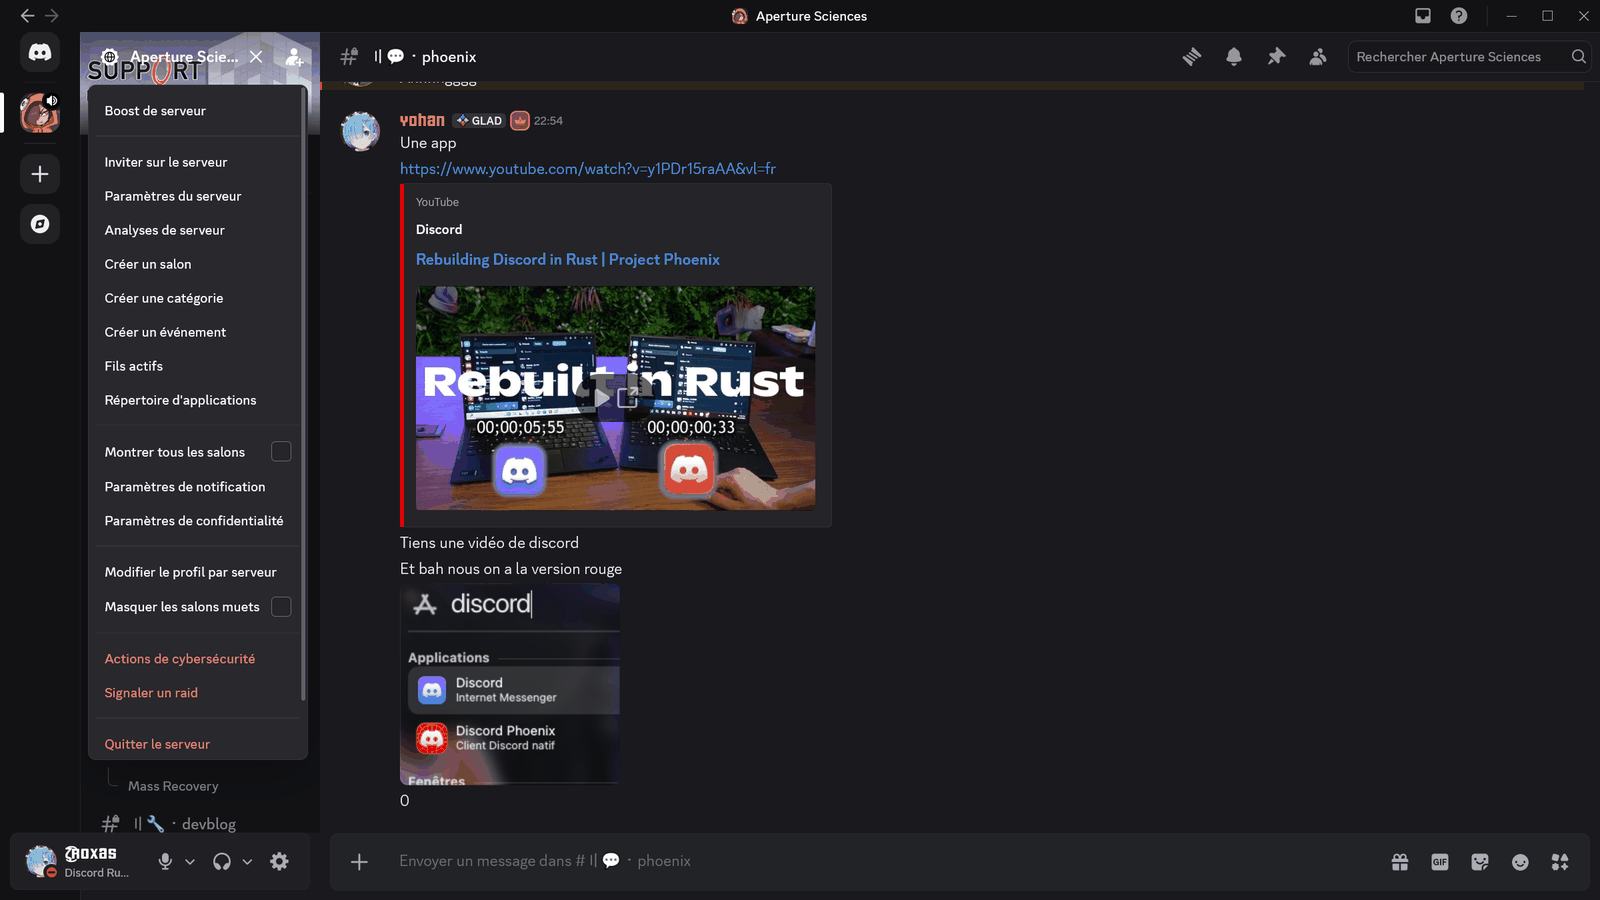 Aperture Sciences
SUPPORT
Aperture Scie...
phoenix
Rechercher Aperture Sciences
Boost de serveur
Inviter sur le serveur
Paramètres du serveur
Analyses de serveur
Créer un salon
Créer une catégorie
Créer un événement
Fils actifs
Répertoire d'applications
Montrer tous les salons
Paramètres de notification
Paramètres de confidentialité
Modifier le profil par serveur
Masquer les salons muets
Actions de cybersécurité
Signaler un raid
Quitter le serveur
Mass Recovery
devblog
Roxas
Discord Ru...
yohan GLAD 22:54
Une app
https://www.youtube.com/watch?v=y1PDr15raAA&vl=fr
YouTube
Discord
Rebuilding Discord in Rust | Project Phoenix
Rebuilt in Rust
00;00;05;55 00;00;00;33
Tiens une vidéo de discord
Et bah nous on a la version rouge
discord
Applications
Discord
Internet Messenger
Discord Phoenix
Client Discord natif
Fenêtres
0
Envoyer un message dans # 💬・phoenix
GIF